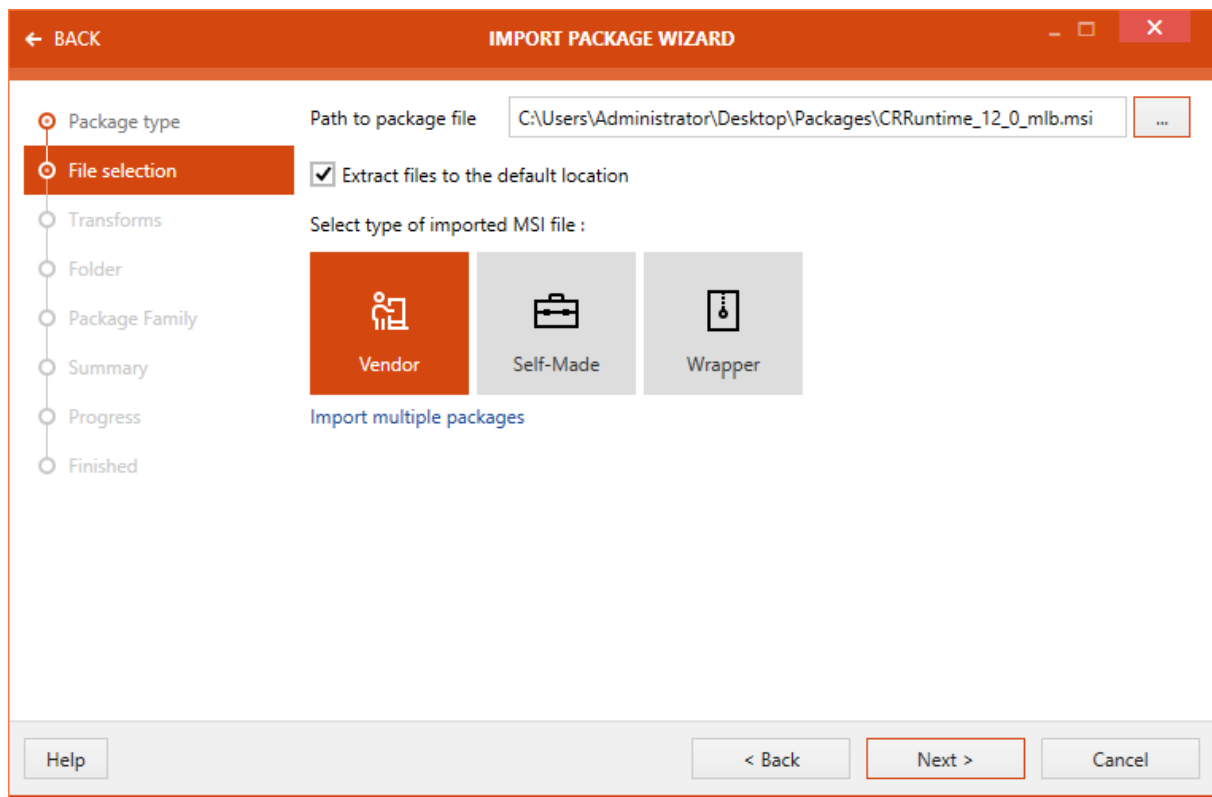 BACK
IMPORT PACKAGE WIZARD
Package type
File selection
Transforms
Folder
Package Family
Summary
Progress
Finished
Path to package file
C:\Users\Administrator\Desktop\Packages\CRRuntime_12_0_mlb.msi
...
Extract files to the default location
Select type of imported MSI file :
Vendor
Self-Made
Wrapper
Import multiple packages
Help
< Back
Next >
Cancel